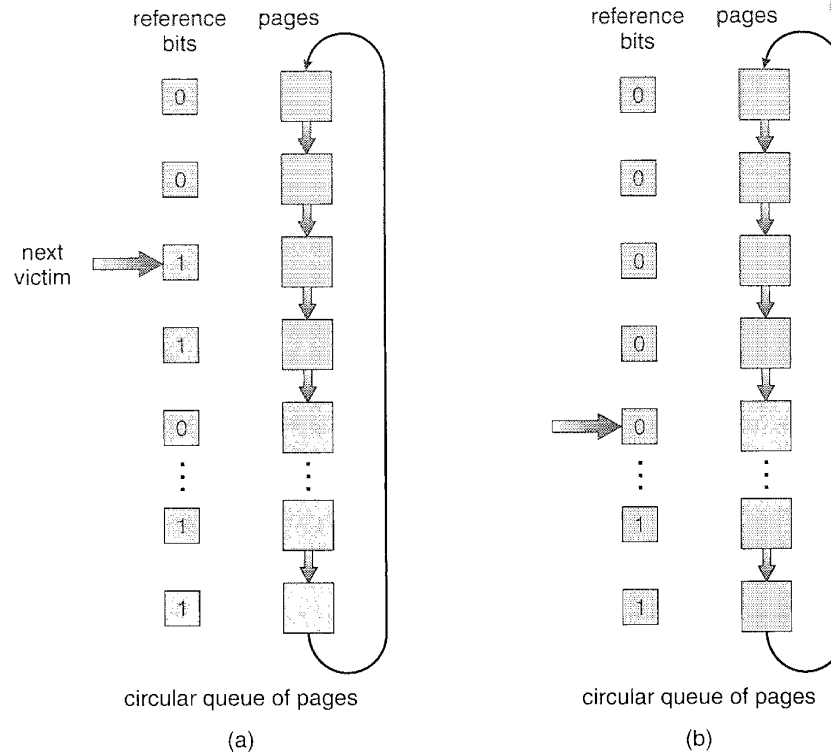 reference
bits
pages
0
0
next
victim
1
1
0
1
1
circular queue of pages
(a)
reference
bits
pages
0
0
0
0
0
1
1
circular queue of pages
(b)